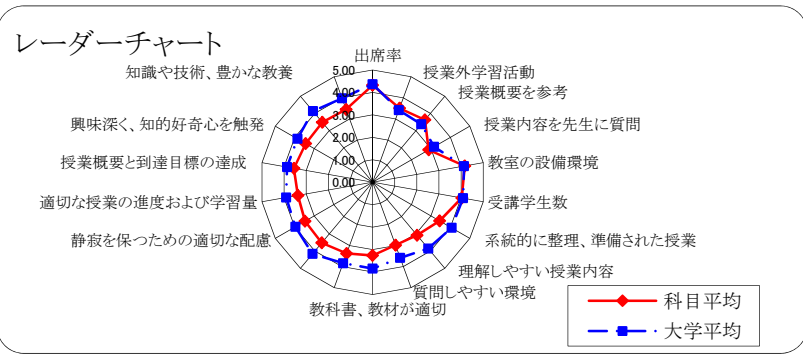 レーダーチャート
出席率
授業外学習活動
授業概要を参考
授業内容を先生に質問
教室の設備環境
受講学生数
系統的に整理、準備された授業
理解しやすい授業内容
質問しやすい環境
教科書、教材が適切
静寂を保つための適切な配慮
適切な授業の進度および学習量
授業概要と到達目標の達成
興味深く、知的好奇心を触発
知識や技術、豊かな教養
5.00
4.00
3.00
2.00
1.00
0.00
科目平均
大学平均